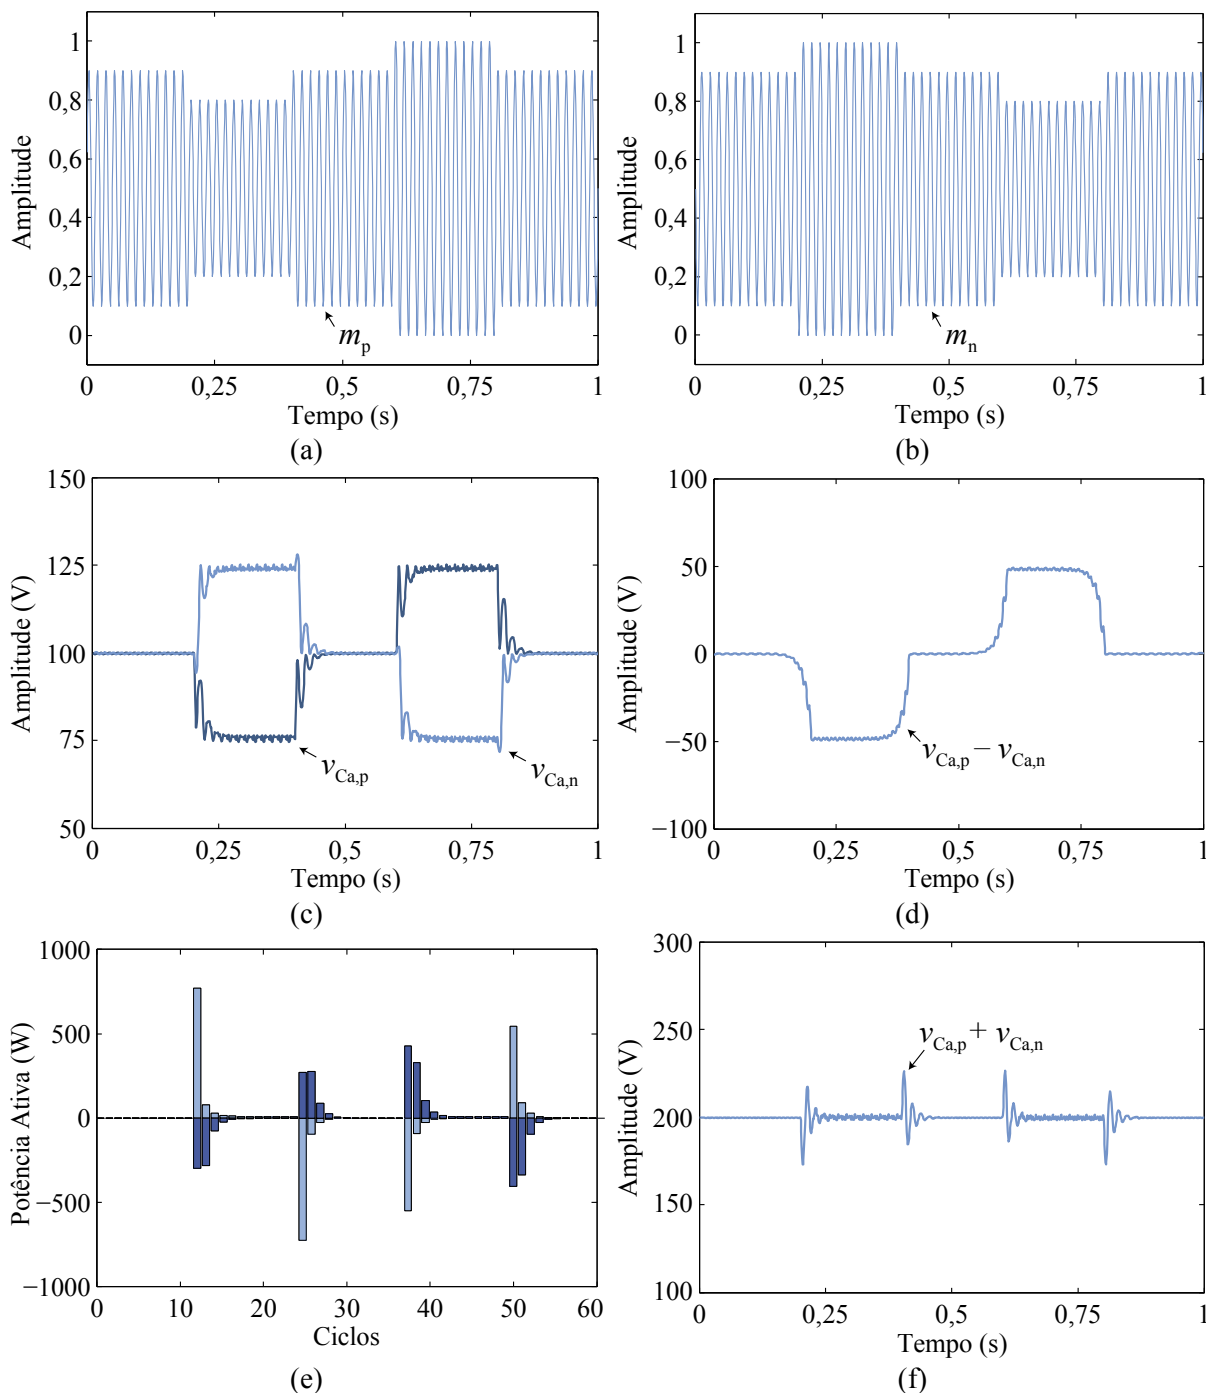 Amplitude
1
0,8
0,6
0,4
0,2
0
m_p
0
0,25
0,5
0,75
1
Tempo (s)
(a)
Amplitude
1
0,8
0,6
0,4
0,2
0
m_n
0
0,25
0,5
0,75
1
Tempo (s)
(b)
Amplitude (V)
150
125
100
75
50
v_Ca,p
v_Ca,n
0
0,25
0,5
0,75
1
Tempo (s)
(c)
Amplitude (V)
100
50
0
−50
−100
v_Ca,p − v_Ca,n
0
0,25
0,5
0,75
1
Tempo (s)
(d)
Potência Ativa (W)
1000
500
0
−500
−1000
0
10
20
30
40
50
60
Ciclos
(e)
Amplitude (V)
300
250
200
150
100
v_Ca,p + v_Ca,n
0
0,25
0,5
0,75
1
Tempo (s)
(f)